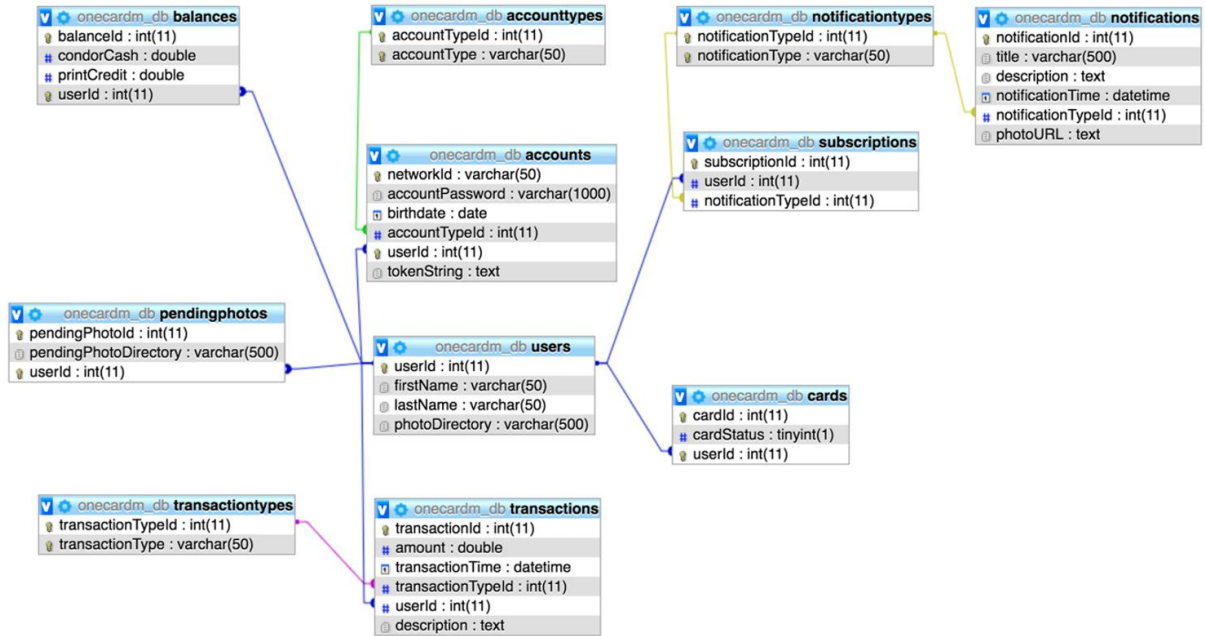 onecardm_db balances
balanceId : int(11)
condorCash : double
printCredit : double
userId : int(11)
onecardm_db accounttypes
accountTypeId : int(11)
accountType : varchar(50)
onecardm_db notificationtypes
notificationTypeId : int(11)
notificationType : varchar(50)
onecardm_db notifications
notificationId : int(11)
title : varchar(500)
description : text
notificationTime : datetime
notificationTypeId : int(11)
photoURL : text
onecardm_db accounts
networkId : varchar(50)
accountPassword : varchar(1000)
birthdate : date
accountTypeId : int(11)
userId : int(11)
tokenString : text
onecardm_db subscriptions
subscriptionId : int(11)
userId : int(11)
notificationTypeId : int(11)
onecardm_db pendingphotos
pendingPhotoId : int(11)
pendingPhotoDirectory : varchar(500)
userId : int(11)
onecardm_db users
userId : int(11)
firstName : varchar(50)
lastName : varchar(50)
photoDirectory : varchar(500)
onecardm_db cards
cardId : int(11)
cardStatus : tinyint(1)
userId : int(11)
onecardm_db transactiontypes
transactionTypeId : int(11)
transactionType : varchar(50)
onecardm_db transactions
transactionId : int(11)
amount : double
transactionTime : datetime
transactionTypeId : int(11)
userId : int(11)
description : text